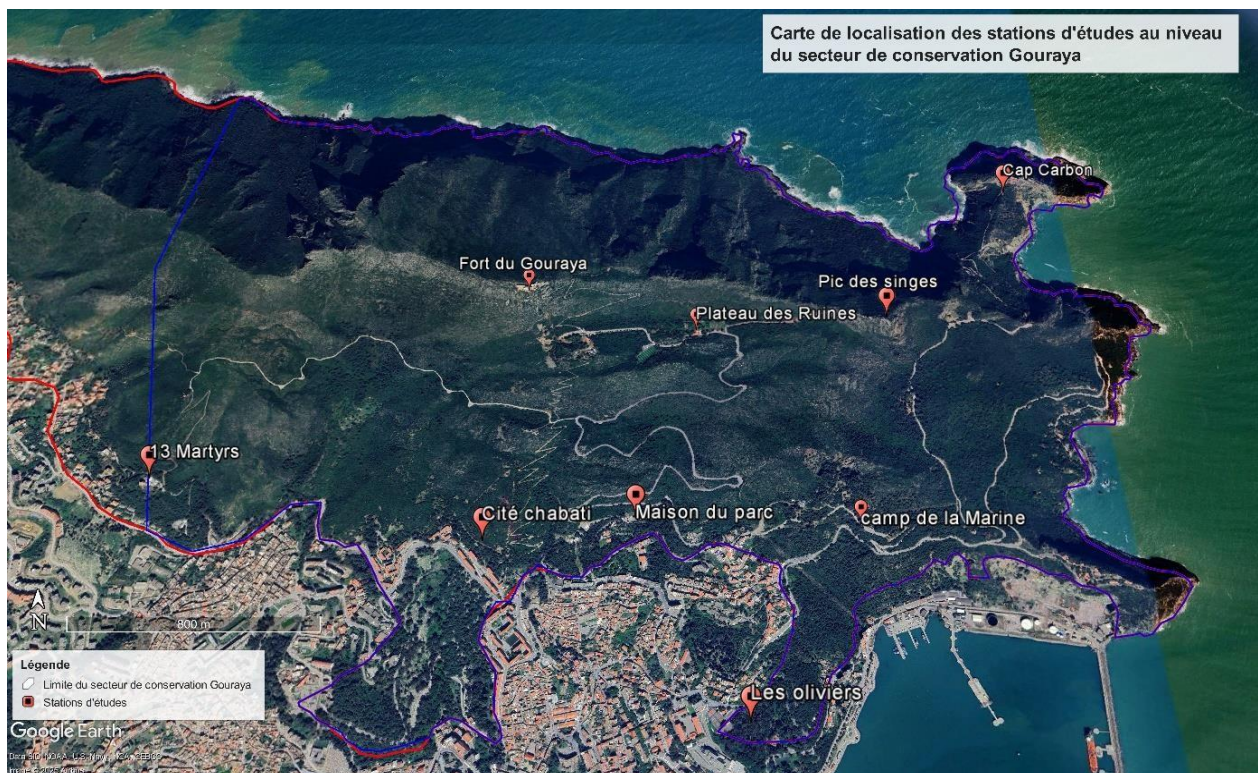 Carte de localisation des stations d'études au niveau
du secteur de conservation Gouraya
Cap Carbon
Fort du Gouraya
Pic des singes
Plateau des Ruines
13 Martyrs
Cité chabati
Maison du parc
camp de la Marine
Les oliviers
N
800 m
Légende
Limite du secteur de conservation Gouraya
Stations d'études
Google Earth